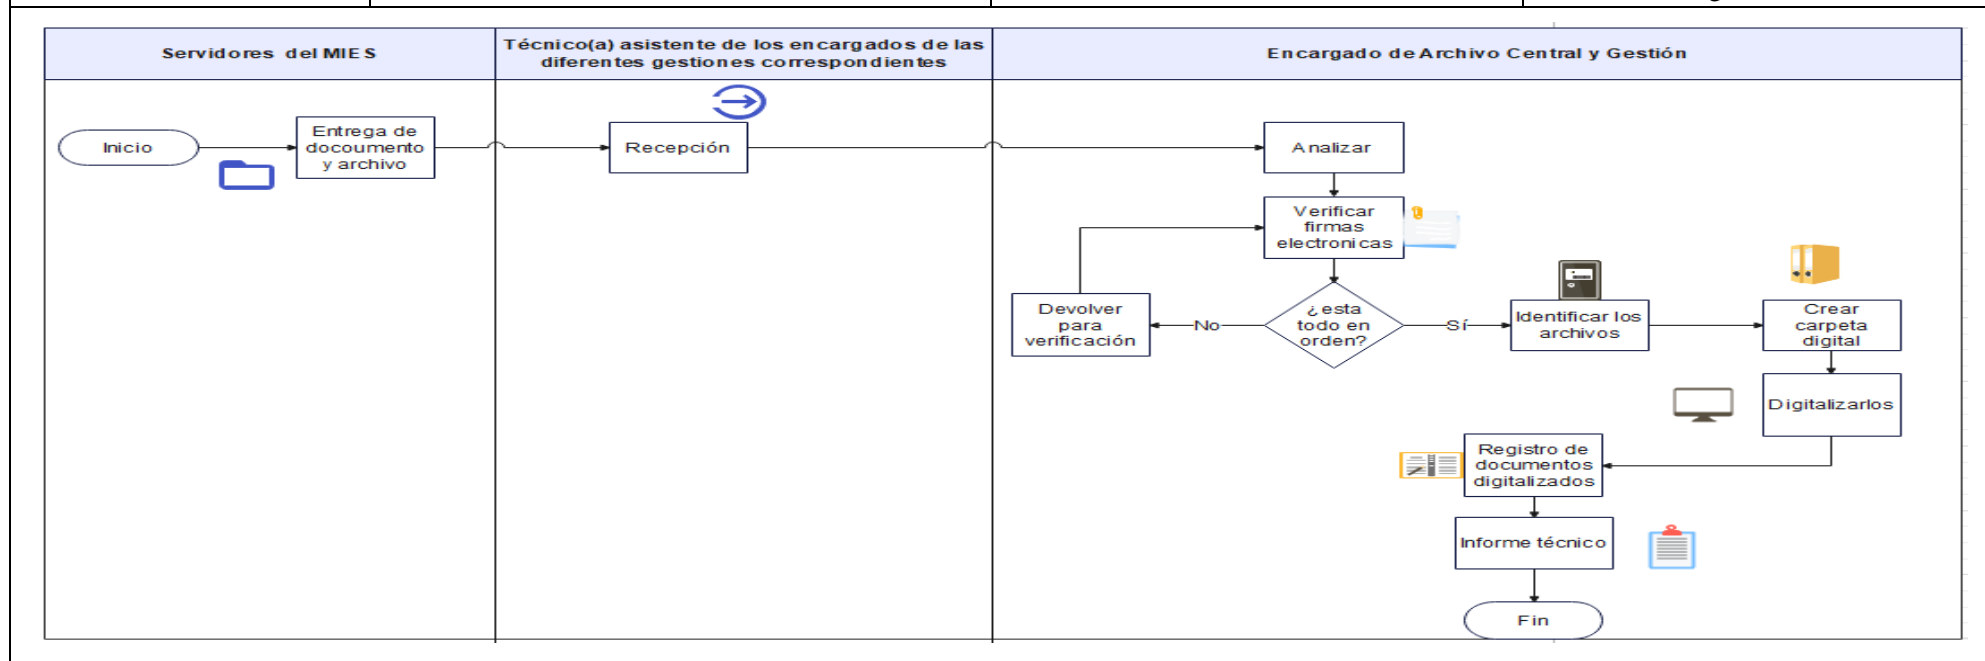 Servidores del MIES
Técnico(a) asistente de los encargados de las
diferentes gestiones correspondientes
Encargado de Archivo Central y Gestión
Inicio
Entrega de
docoumento
y archivo
Recepción
Analizar
Verificar
firmas
electronicas
¿esta
todo en
orden?
No
Devolver
para
verificación
Sí
Identificar los
archivos
Crear
carpeta
digital
Digitalizarlos
Registro de
documentos
digitalizados
Informe técnico
Fin